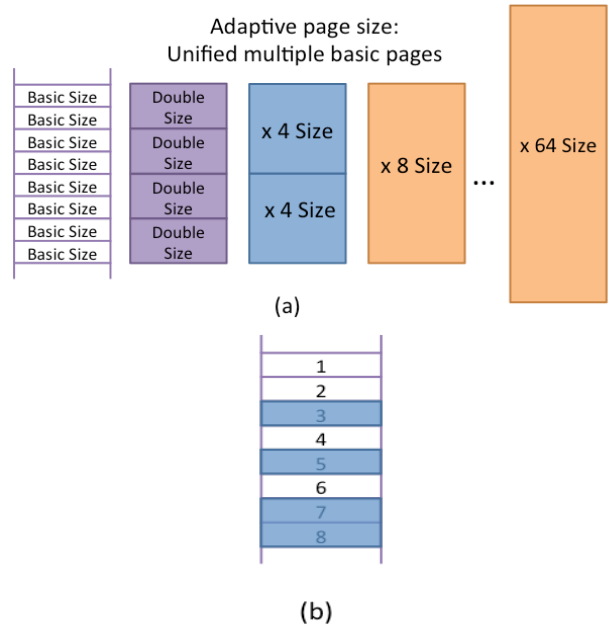 Adaptive page size:
Unified multiple basic pages
Basic Size
Basic Size
Basic Size
Basic Size
Basic Size
Basic Size
Basic Size
Basic Size
Double
Size
Double
Size
Double
Size
Double
Size
x 4 Size
x 4 Size
x 8 Size
...
x 64 Size
(a)
1
2
3
4
5
6
7
8
(b)